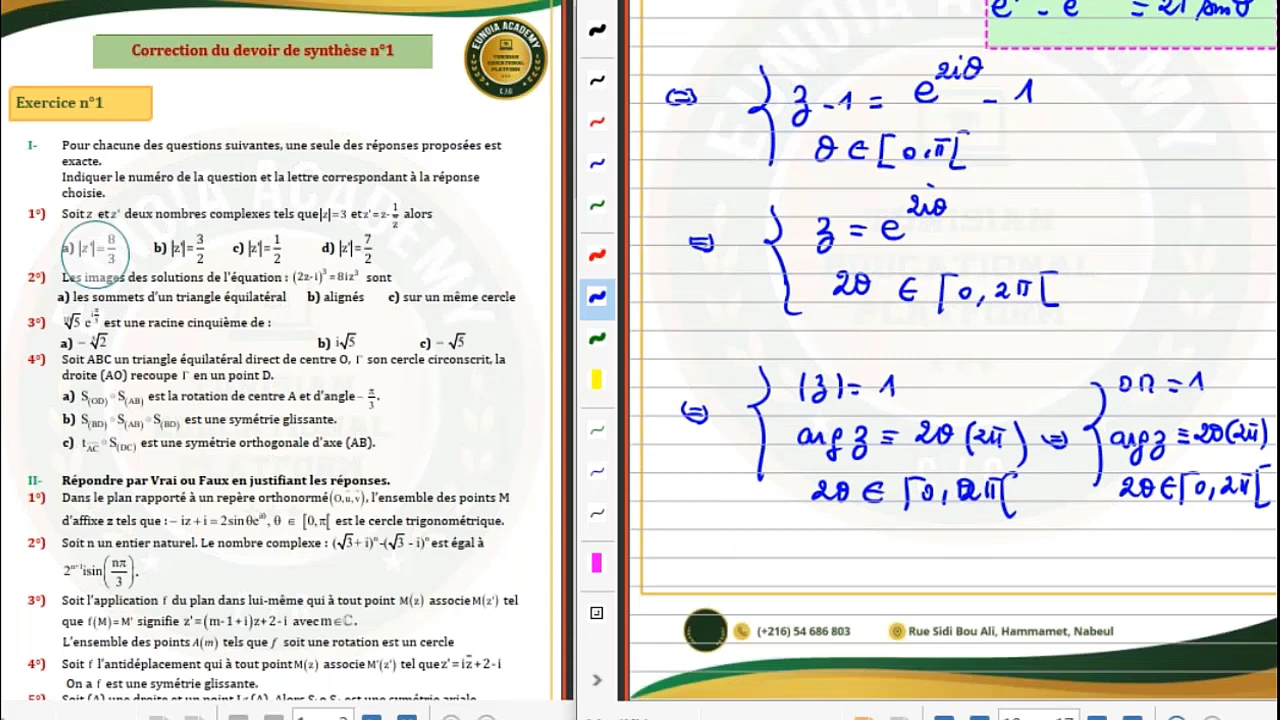 Correction du devoir de synthèse n°1
EUNOIA ACADEMY
Exercice n°1
I- Pour chacune des questions suivantes, une seule des réponses proposées est
exacte.
Indiquer le numéro de la question et la lettre correspondant à la réponse
choisie.
1°) Soit z et z' deux nombres complexes tels que |z|=3 et z'=z-1/z̄ alors
a) |z'|=8/3 b) |z'|=3/2 c) |z'|=1/2 d) |z'|=7/2
2°) Les images des solutions de l'équation : (2z-i)³=8iz³ sont
a) les sommets d'un triangle équilatéral b) alignés c) sur un même cercle
3°) est une racine cinquième de :
a) b) i√5 c) -√5
4°) Soit ABC un triangle équilatéral direct de centre O, Γ son cercle circonscrit, la
droite (AO) recoupe Γ en un point D.
a) S(OD)∘S(AB) est la rotation de centre A et d'angle -π/3.
b) S(BD)∘S(AB)∘S(BD) est une symétrie glissante.
c) t AC∘S(DC) est une symétrie orthogonale d'axe (AB).
II- Répondre par Vrai ou Faux en justifiant les réponses.
1°) Dans le plan rapporté à un repère orthonormé (O,u,v), l'ensemble des points M
d'affixe z tels que : -iz+i=2sinθe^iθ, θ ∈ [0,π[ est le cercle trigonométrique.
2°) Soit n un entier naturel. Le nombre complexe : (√3+i)ⁿ-(√3-i)ⁿ est égal à
2ⁿ⁺¹isin(nπ/3).
3°) Soit l'application f du plan dans lui-même qui à tout point M(z) associe M(z') tel
que f(M)=M' signifie z'=(m-1+i)z+2-i avec m∈ℂ.
L'ensemble des points A(m) tels que f soit une rotation est un cercle
4°) Soit f l'antidéplacement qui à tout point M(z) associe M'(z') tel que z'=iz̄+2-i
On a f est une symétrie glissante.
⇔ { z-1 = e^2iθ - 1
θ ∈ [0,π[
⇔ { z = e^2iθ
2θ ∈ [0, 2π[
⇔ { |z| = 1 ⇔ { OM = 1
arg z ≡ 2θ (2π) arg z ≡ 2θ(2π)
2θ ∈ [0, 2π[ 2θ ∈ [0, 2π[
(+216) 54 686 803 Rue Sidi Bou Ali, Hammamet, Nabeul